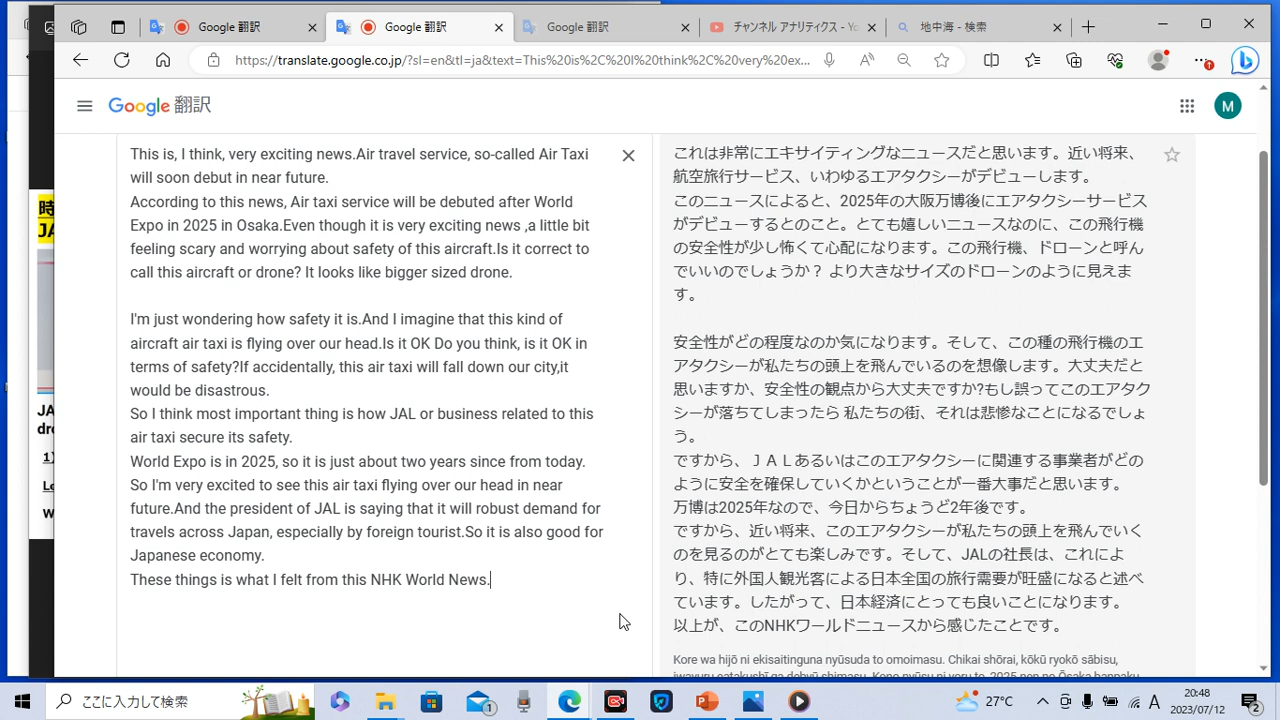 Google 翻訳
Google 翻訳
Google 翻訳
チャンネル アナリティクス - Yo
地中海 - 検索
https://translate.google.co.jp/?sl=en&tl=ja&text=This%20is%2C%20I%20think%2C%20very%20ex...
Google 翻訳
M
This is, I think, very exciting news.Air travel service, so-called Air Taxi
will soon debut in near future.
According to this news, Air taxi service will be debuted after World
Expo in 2025 in Osaka.Even though it is very exciting news ,a little bit
feeling scary and worrying about safety of this aircraft.Is it correct to
call this aircraft or drone? It looks like bigger sized drone.
I'm just wondering how safety it is.And I imagine that this kind of
aircraft air taxi is flying over our head.Is it OK Do you think, is it OK in
terms of safety?If accidentally, this air taxi will fall down our city,it
would be disastrous.
So I think most important thing is how JAL or business related to this
air taxi secure its safety.
World Expo is in 2025, so it is just about two years since from today.
So I'm very excited to see this air taxi flying over our head in near
future.And the president of JAL is saying that it will robust demand for
travels across Japan, especially by foreign tourist.So it is also good for
Japanese economy.
These things is what I felt from this NHK World News.
これは非常にエキサイティングなニュースだと思います。近い将来、
航空旅行サービス、いわゆるエアタクシーがデビューします。
このニュースによると、2025年の大阪万博後にエアタクシーサービス
がデビューするとのこと。とても嬉しいニュースなのに、この飛行機
の安全性が少し怖くて心配になります。この飛行機、ドローンと呼ん
でいいのでしょうか？ より大きなサイズのドローンのように見えま
す。
安全性がどの程度なのか気になります。そして、この種の飛行機のエ
アタクシーが私たちの頭上を飛んでいるのを想像します。大丈夫だと
思いますか、安全性の観点から大丈夫ですか?もし誤ってこのエアタク
シーが落ちてしまったら 私たちの街、それは悲惨なことになるでしょ
う。
ですから、ＪＡＬあるいはこのエアタクシーに関連する事業者がどの
ように安全を確保していくかということが一番大事だと思います。
万博は2025年なので、今日からちょうど2年後です。
ですから、近い将来、このエアタクシーが私たちの頭上を飛んでいく
のを見るのがとても楽しみです。そして、JALの社長は、これによ
り、特に外国人観光客による日本全国の旅行需要が旺盛になると述べ
ています。したがって、日本経済にとっても良いことになります。
以上が、このNHKワールドニュースから感じたことです。
Kore wa hijō ni ekisaitinguna nyūsuda to omoimasu. Chikai shōrai, kōkū ryokō sābisu,
時
JA
JA
dro
1)
Le
W
ここに入力して検索
1
27°C
A
20:48
2023/07/12
2